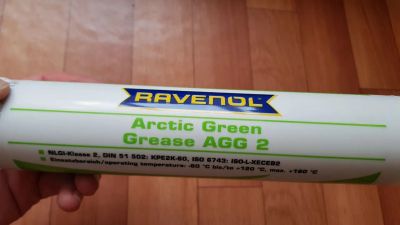 RAVENOL
Arctic Green
Grease AGG 2
NLGI-Klasse 2, DIN 51 502: KPE2K-60, ISO 6743: ISO-L-XECEB2
Einsatzbereich/operating temperature: -60 °C bis/to +120 °C, max. +130 °C